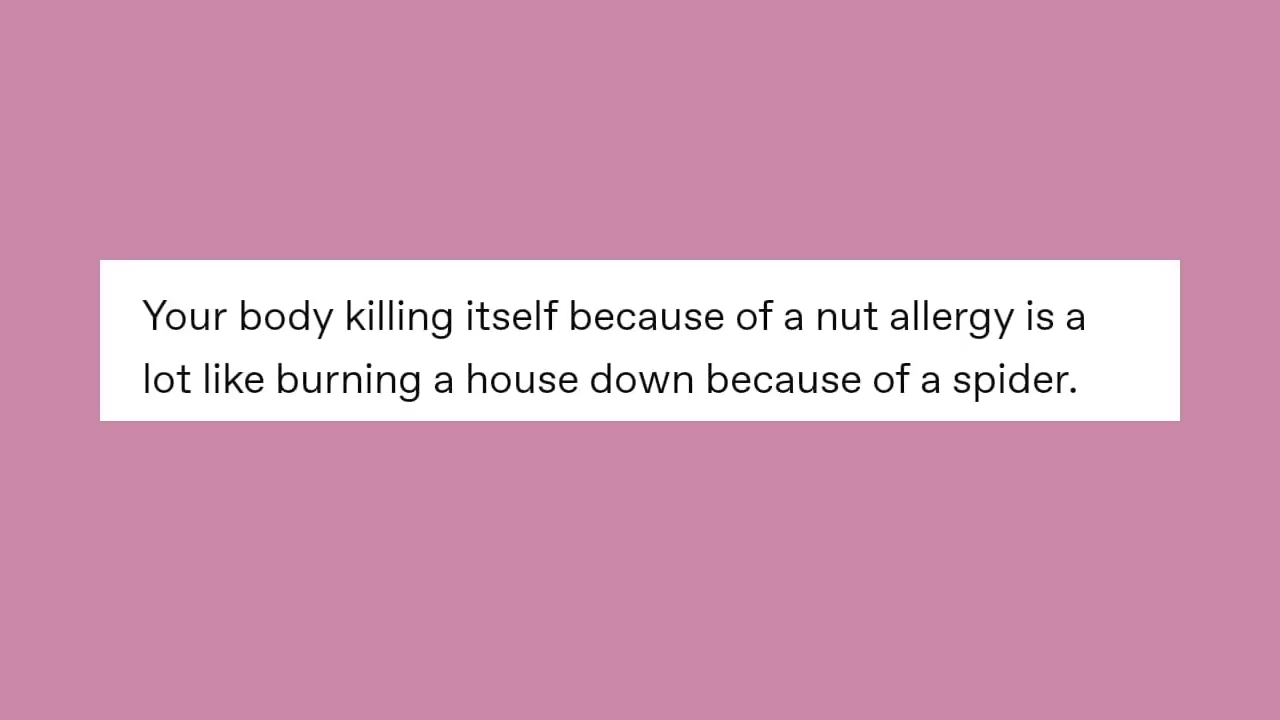 Your body killing itself because of a nut allergy is a
lot like burning a house down because of a spider.